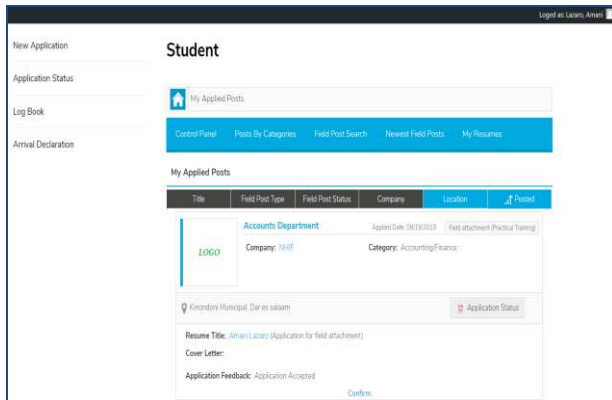 Loged as: Lazaro, Amani
New Application
Application Status
Log Book
Arrival Declaration
Student
My Applied Posts
Control Panel Posts By Categories Field Post Search Newest Field Posts My Resumes
My Applied Posts
Title Field Post Type Field Post Status Company Location Posted
LOGO
Accounts Department Applied Date: 08/19/2019 Field attachment (Practical Training)
Company: NHIF Category: Accounting/Finance
Kinondoni Municipal, Dar es salaam Application Status
Resume Title: Amani Lazaro (Application for field attachment)
Cover Letter:
Application Feedback: Application Accepted
Confirm